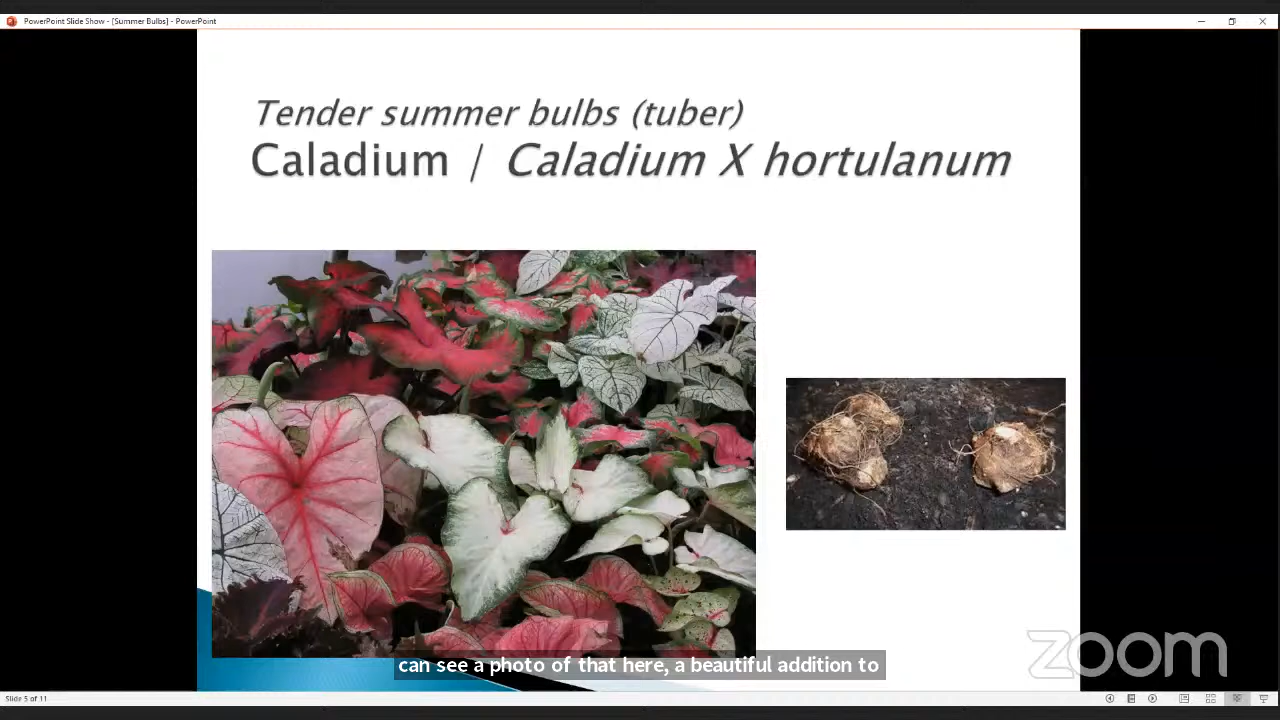 PowerPoint Slide Show - [Summer Bulbs] - PowerPoint
Tender summer bulbs (tuber)
Caladium / Caladium X hortulanum
can see a photo of that here, a beautiful addition to
zoom
Slide 5 of 11